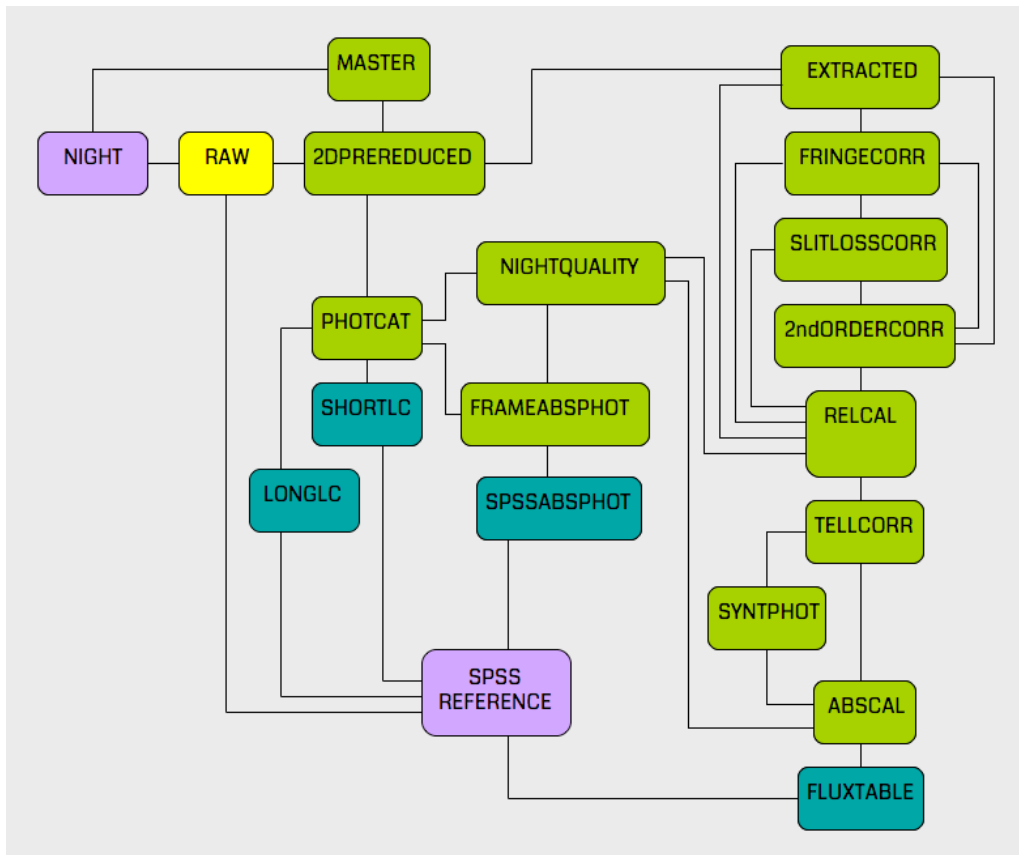 MASTER
EXTRACTED
NIGHT
RAW
2DPREREDUCED
FRINGECORR
SLITLOSSCORR
NIGHTQUALITY
PHOTCAT
2ndORDERCORR
SHORTLC
FRAMEABSPHOT
RELCAL
LONGLC
SPSSABSPHOT
TELLCORR
SYNTPHOT
SPSS
REFERENCE
ABSCAL
FLUXTABLE